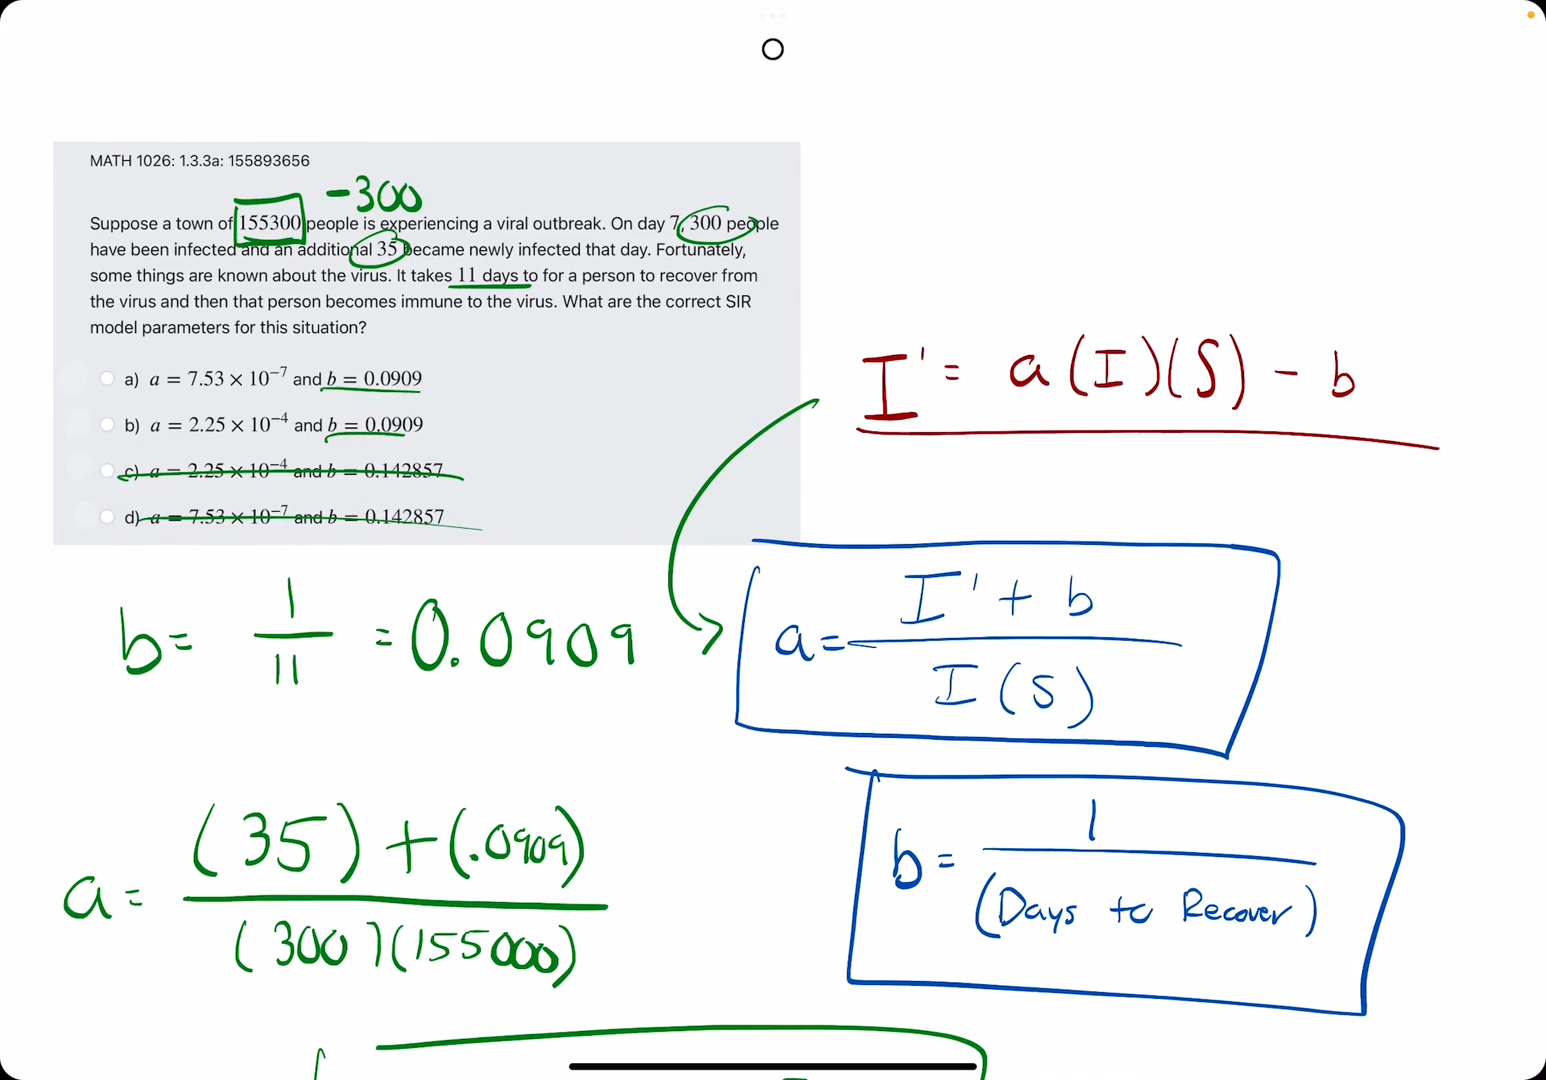 MATH 1026: 1.3.3a: 155893656
-300
Suppose a town of 155300 people is experiencing a viral outbreak. On day 7, 300 people
have been infected and an additional 35 became newly infected that day. Fortunately,
some things are known about the virus. It takes 11 days to for a person to recover from
the virus and then that person becomes immune to the virus. What are the correct SIR
model parameters for this situation?
a) a = 7.53 × 10⁻⁷ and b = 0.0909
b) a = 2.25 × 10⁻⁴ and b = 0.0909
c) a = 2.25 × 10⁻⁴ and b = 0.142857
d) a = 7.53 × 10⁻⁷ and b = 0.142857
I' = a(I)(S) - b
b = 1/11 = 0.0909
a = I' + b / I(S)
b = 1 / (Days to Recover)
a = (35) + (.0909) / (300)(155000)